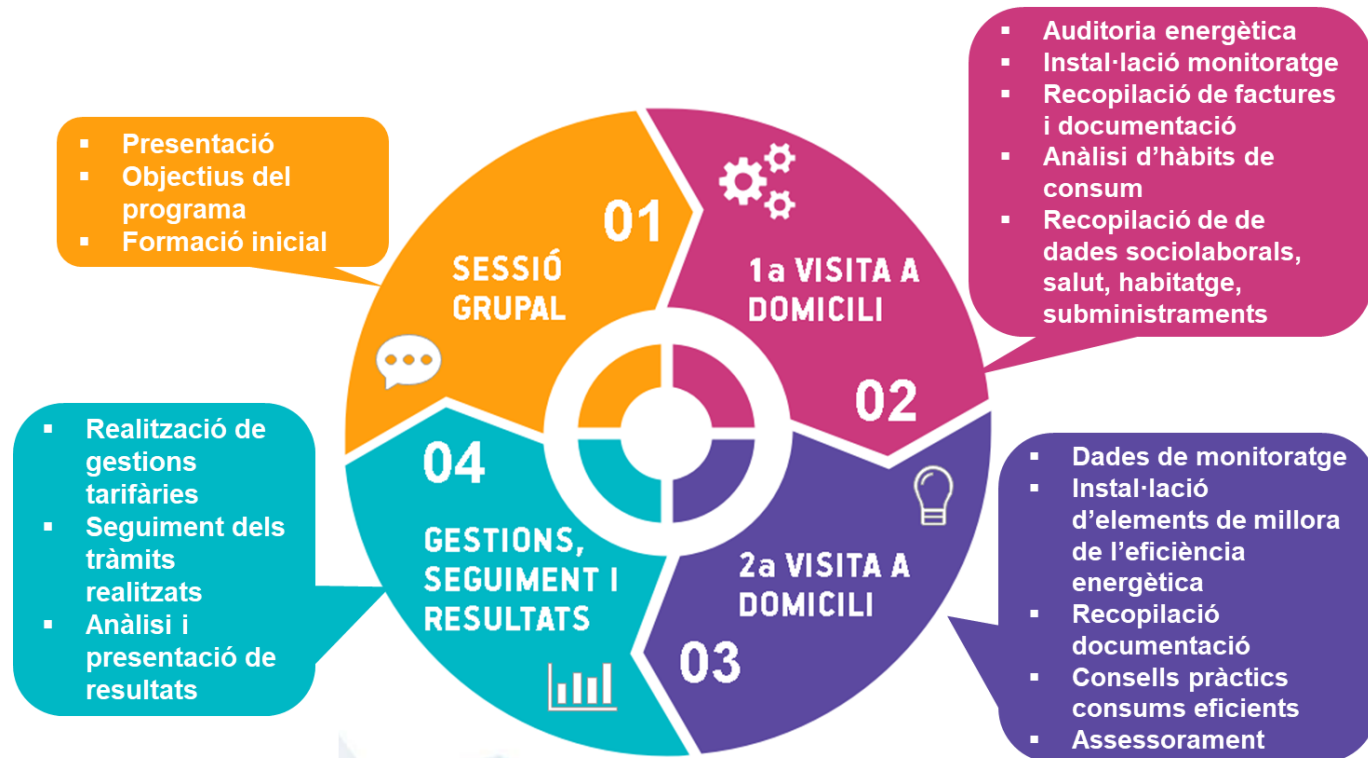 ▪ Presentació
▪ Objectius del
programa
▪ Formació inicial
01
SESSIÓ
GRUPAL
▪ Auditoria energètica
▪ Instal·lació monitoratge
▪ Recopilació de factures
i documentació
▪ Anàlisi d’hàbits de
consum
▪ Recopilació de de
dades sociolaborals,
salut, habitatge,
subministraments
1a VISITA A
DOMICILI
02
▪ Dades de monitoratge
▪ Instal·lació
d’elements de millora
de l’eficiència
energètica
▪ Recopilació
documentació
▪ Consells pràctics
consums eficients
▪ Assessorament
2a VISITA A
DOMICILI
03
▪ Realització de
gestions
tarifàries
▪ Seguiment dels
tràmits
realitzats
▪ Anàlisi i
presentació de
resultats
04
GESTIONS,
SEGUIMENT I
RESULTATS